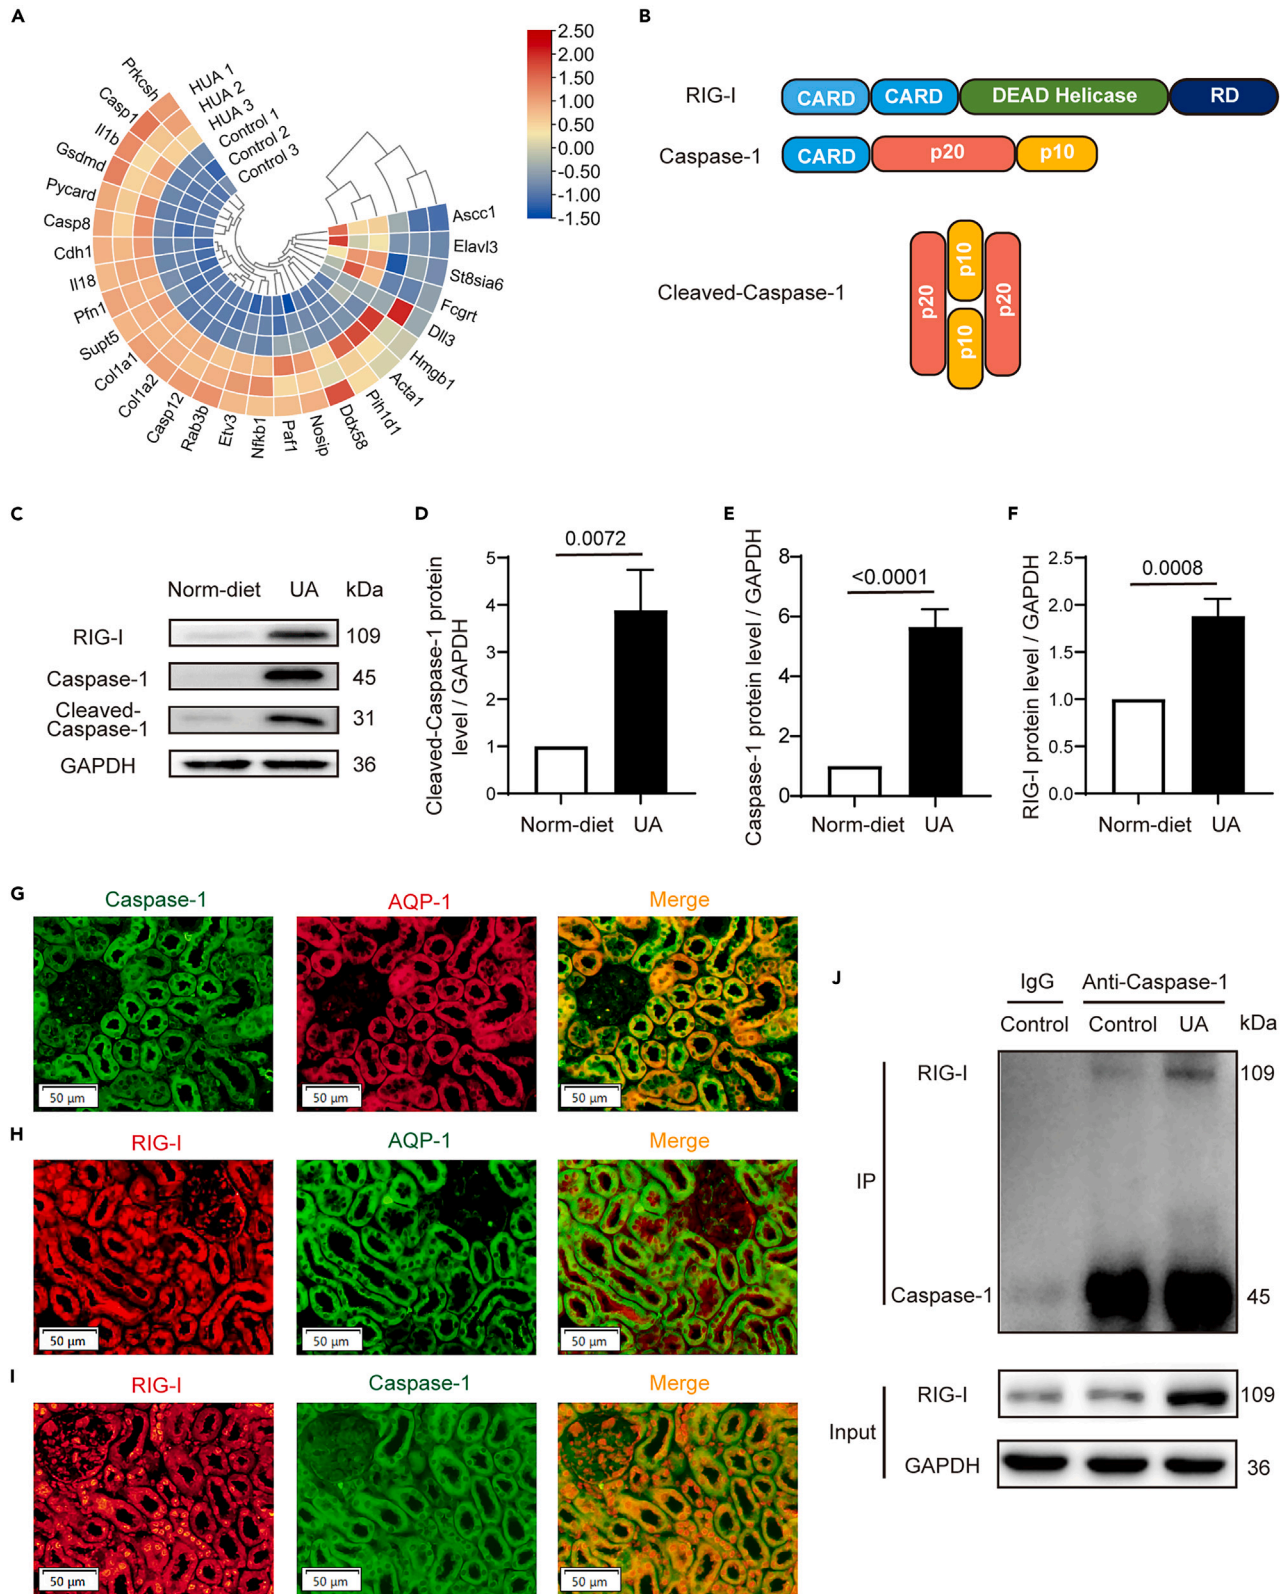 A
Prkcsh
Casp1
Il1b
Gsdmd
Pycard
Casp8
Cdh1
Il18
Pfn1
Supt5
Col1a1
Col1a2
Casp12
Rab3b
Etv3
Nfkb1
Paf1
Nosip
Ddx58
Pih1d1
Acta1
Hmgb1
Dll3
Fcgrt
St8sia6
Elavl3
Ascc1
HUA 1
HUA 2
HUA 3
Control 1
Control 2
Control 3
2.50
2.00
1.50
1.00
0.50
0.00
-0.50
-1.00
-1.50
B
RIG-I
CARD CARD DEAD Helicase RD
Caspase-1
CARD p20 p10
Cleaved-Caspase-1
p20 p10 p10 p20
C
Norm-diet UA kDa
RIG-I 109
Caspase-1 45
Cleaved-
Caspase-1 31
GAPDH 36
D
Cleaved-Caspase-1 protein
level / GAPDH
0.0072
5
4
3
2
1
0
Norm-diet UA
E
Caspase-1 protein level / GAPDH
<0.0001
8
6
4
2
0
Norm-diet UA
F
RIG-I protein level / GAPDH
0.0008
2.5
2.0
1.5
1.0
0.5
0.0
Norm-diet UA
G
Caspase-1 AQP-1 Merge
50 µm 50 µm 50 µm
H
RIG-I AQP-1 Merge
50 µm 50 µm 50 µm
I
RIG-I Caspase-1 Merge
50 µm 50 µm 50 µm
J
IgG Anti-Caspase-1
Control Control UA kDa
IP
RIG-I 109
Caspase-1 45
Input
RIG-I 109
GAPDH 36